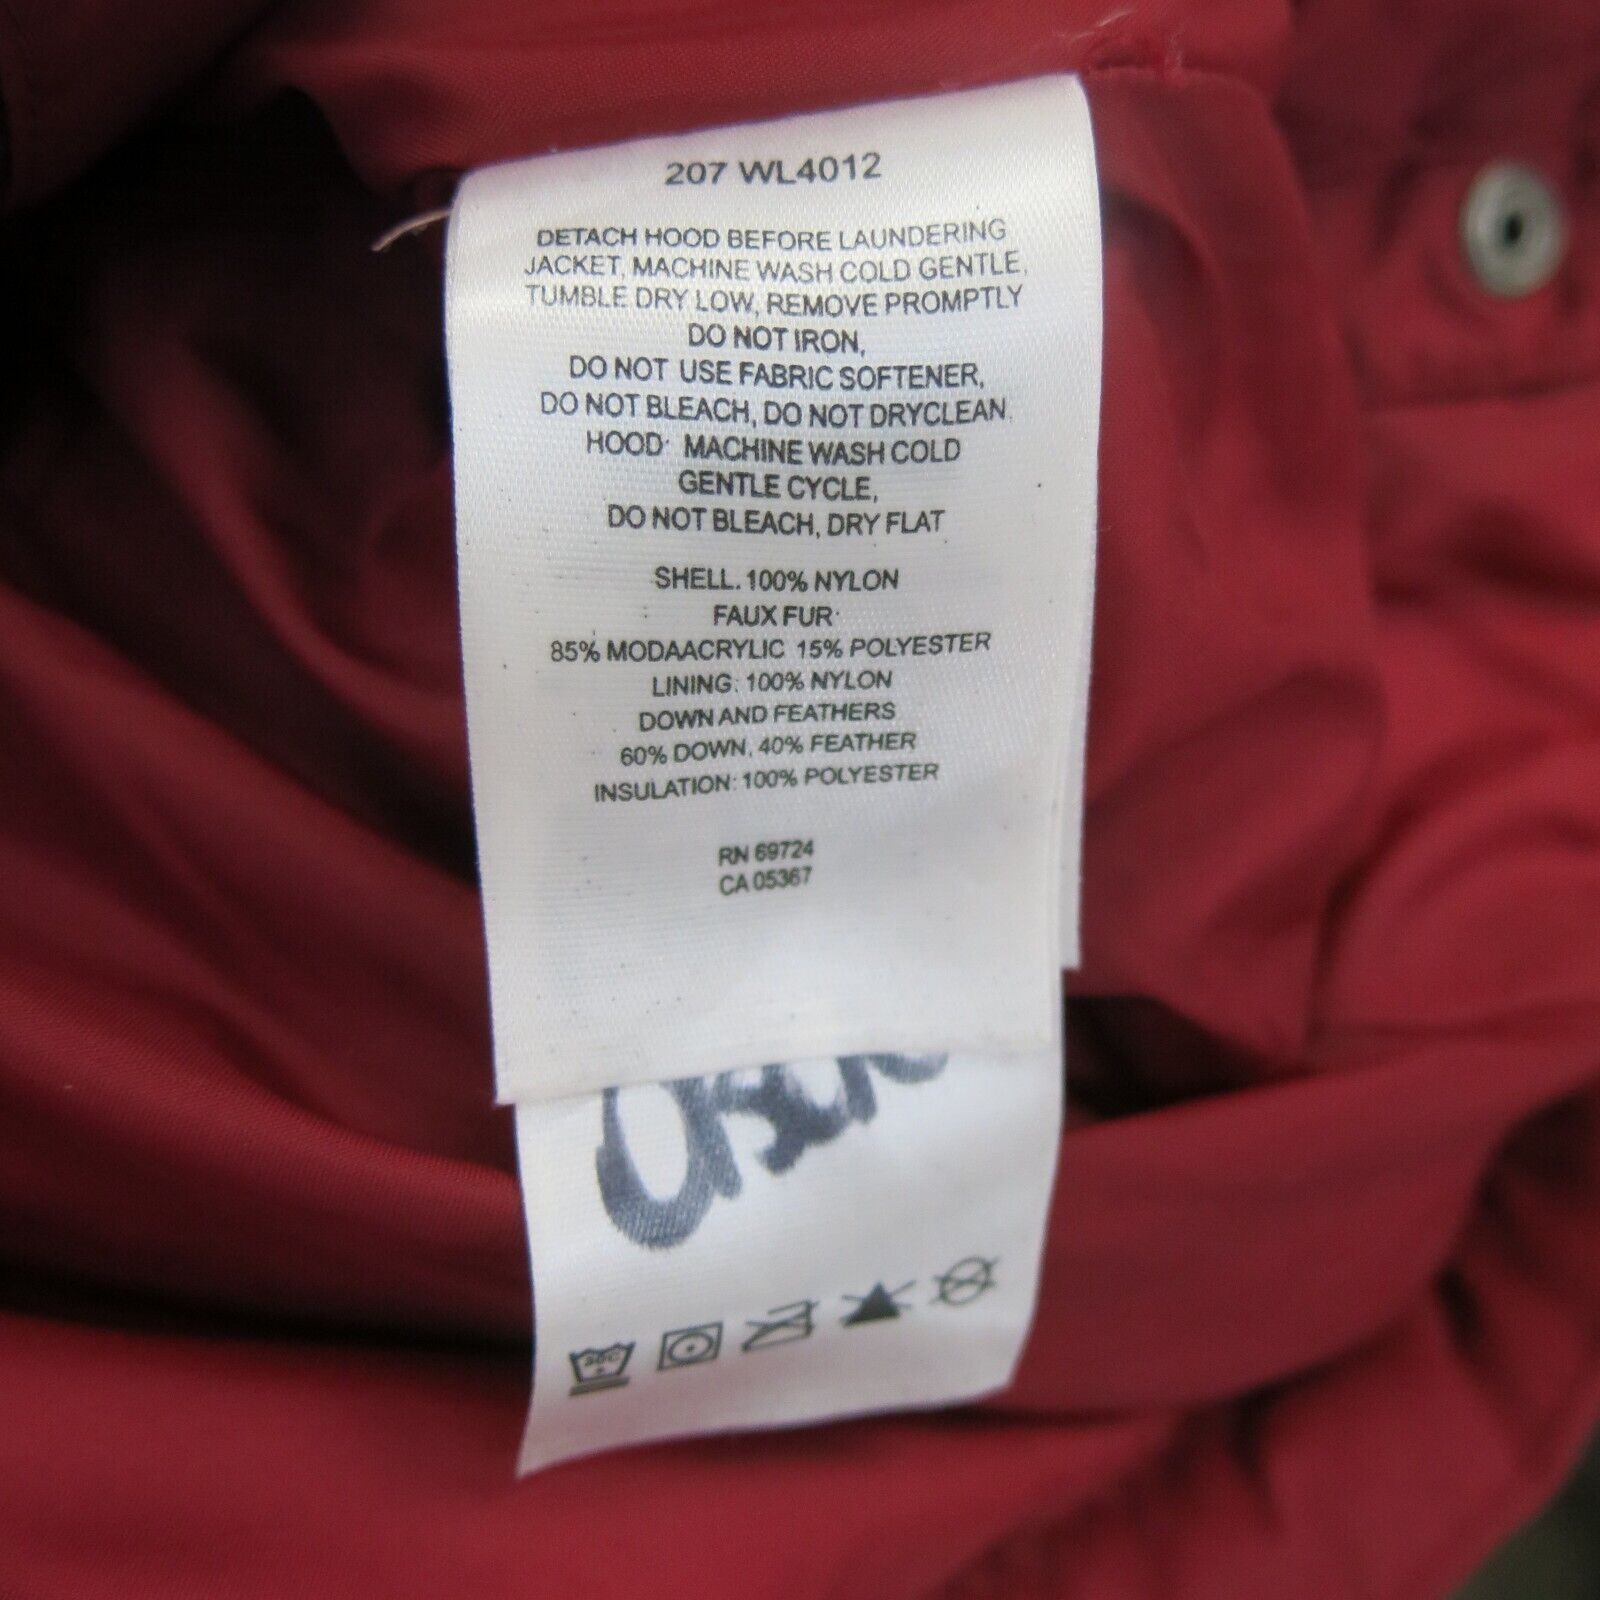 207 WL4012
DETACH HOOD BEFORE LAUNDERING
JACKET, MACHINE WASH COLD GENTLE,
TUMBLE DRY LOW, REMOVE PROMPTLY
DO NOT IRON,
DO NOT USE FABRIC SOFTENER,
DO NOT BLEACH, DO NOT DRYCLEAN.
HOOD: MACHINE WASH COLD
GENTLE CYCLE,
DO NOT BLEACH, DRY FLAT
SHELL: 100% NYLON
FAUX FUR:
85% MODAACRYLIC 15% POLYESTER
LINING: 100% NYLON
DOWN AND FEATHERS
60% DOWN, 40% FEATHER
INSULATION: 100% POLYESTER
RN 69724
CA 05367
30C